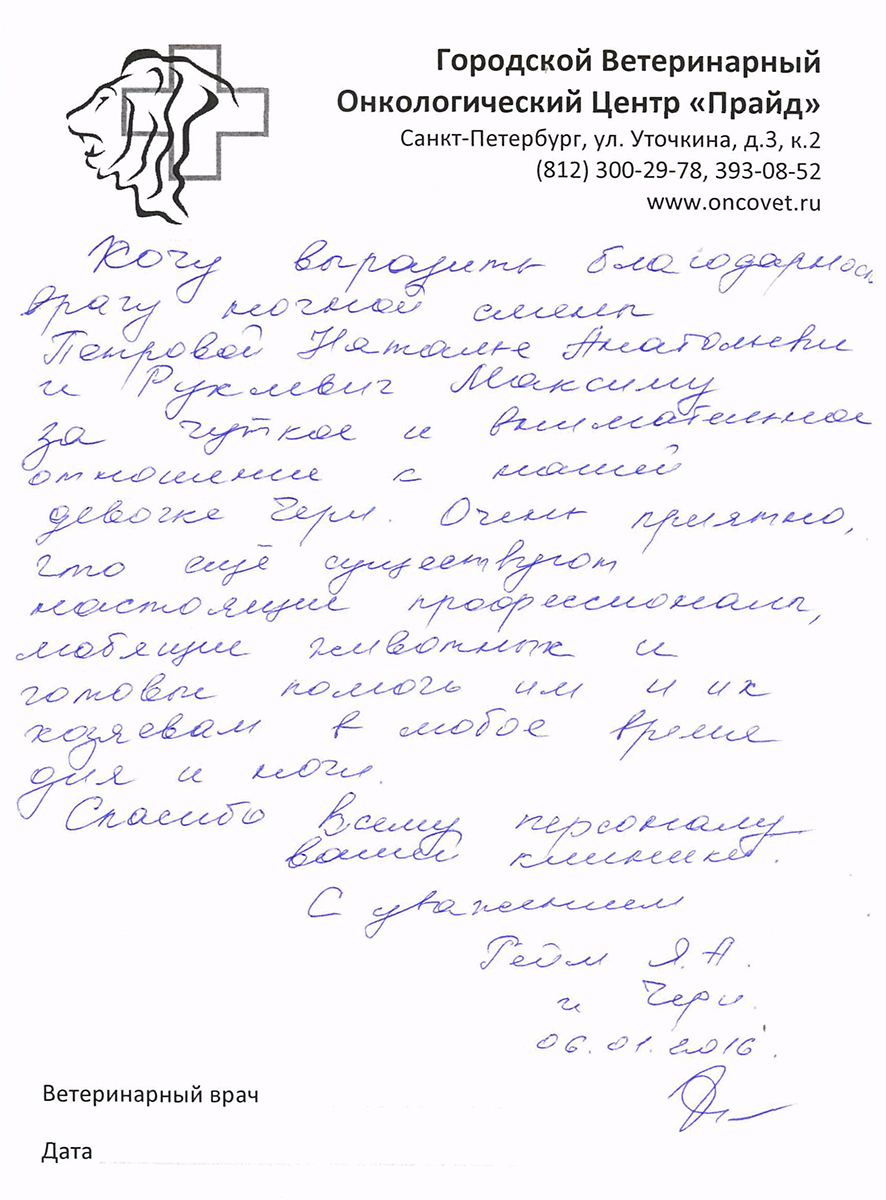 Городской Ветеринарный
Онкологический Центр «Прайд»
Санкт-Петербург, ул. Уточкина, д.3, к.2
(812) 300-29-78, 393-08-52
www.oncovet.ru
Хочу выразить благодарность
врачу ночной смены
Петровой Наталье Анатольевн
и Руклевич Максиму
за чуткое и внимательное
отношение к нашей
девочке Чери. Очень приятно,
что ещё существуют
настоящие профессионалы,
любящие животных и
готовые помочь им и их
хозяевам в любое время
дня и ночи.
Спасибо всему персоналу
вашей клиники.
С уважением
Я.А.
и Чери.
06.01.2016.
Ветеринарный врач
Дата